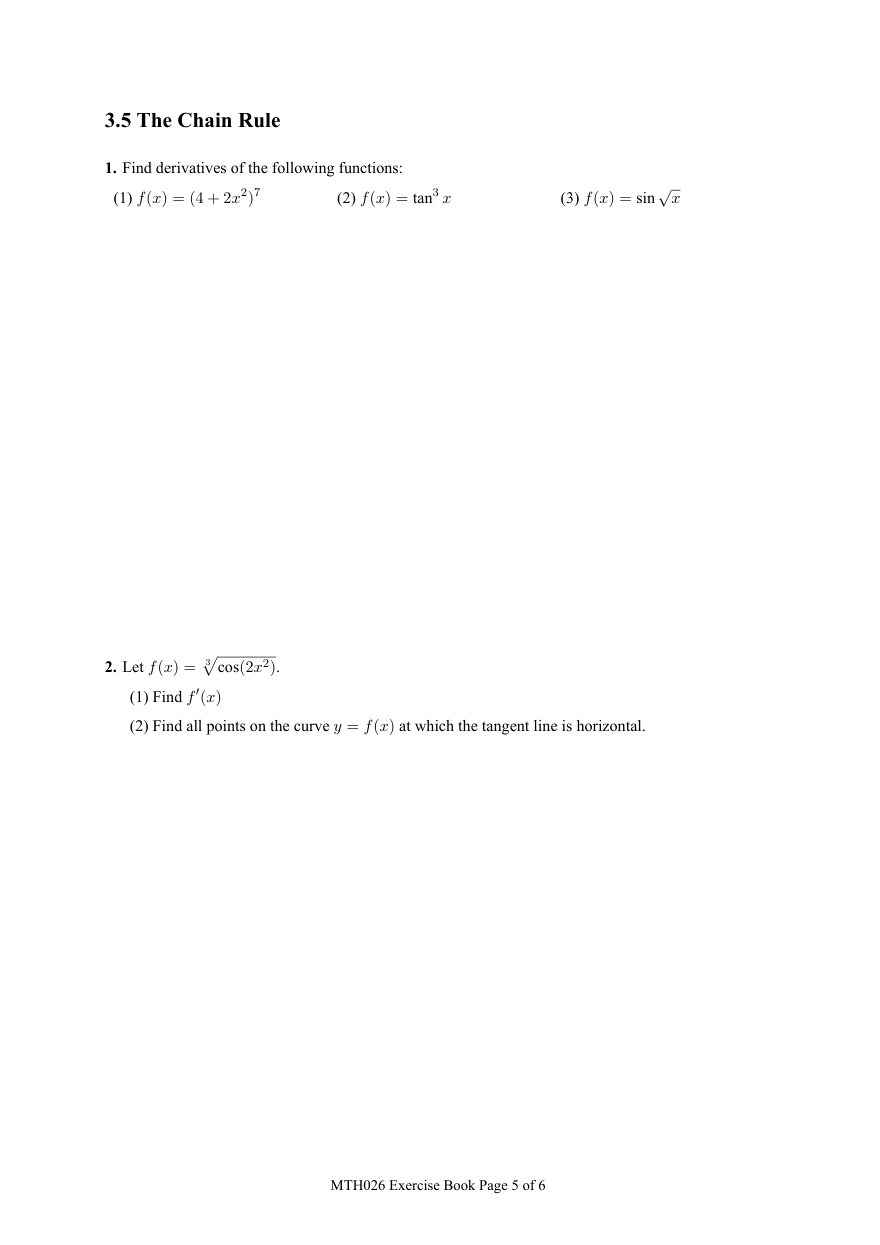 3.5 The Chain Rule
1. Find derivatives of the following functions:
(1) f(x) = (4 + 2x²)⁷ (2) f(x) = tan³ x (3) f(x) = sin √x
2. Let f(x) = ∛cos(2x²).
(1) Find f′(x)
(2) Find all points on the curve y = f(x) at which the tangent line is horizontal.
MTH026 Exercise Book Page 5 of 6